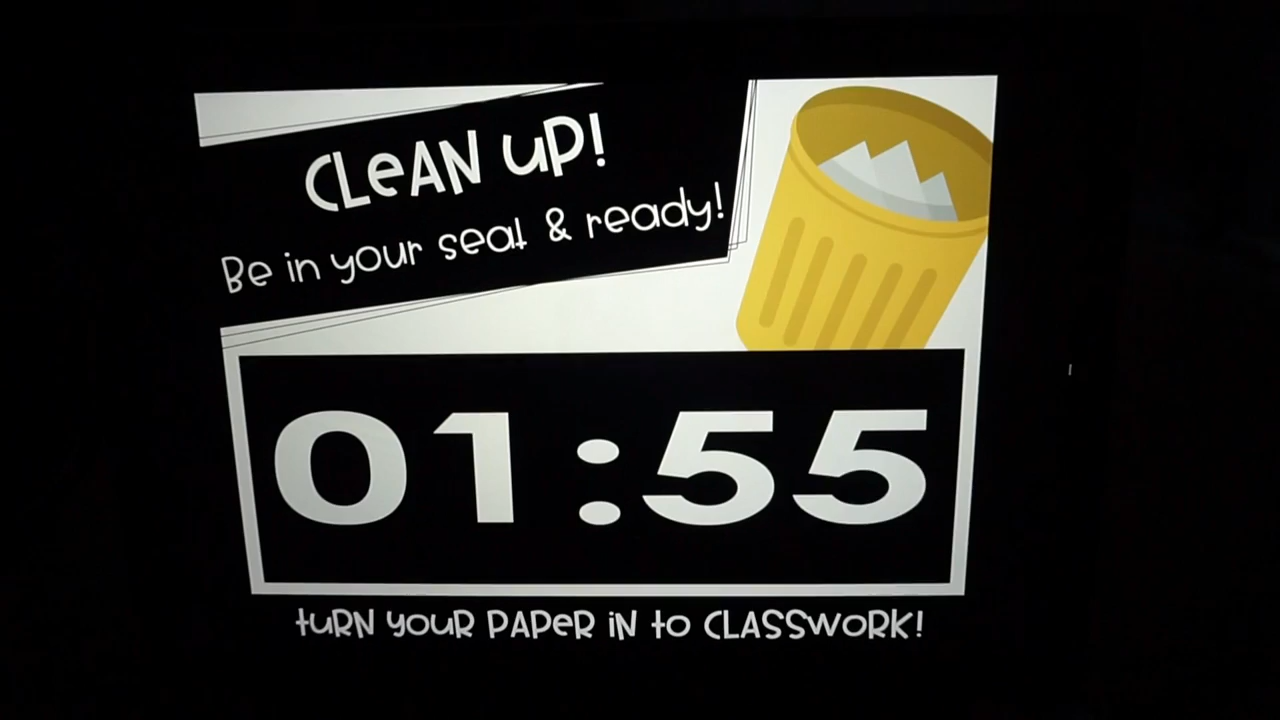 CLeAN uP!
Be in your seat & ready!
01:55
tuRN youR PAPeR iN to CLASSwoRK!